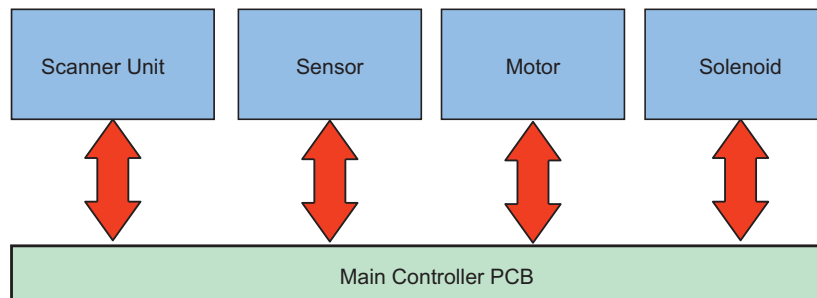 Scanner Unit
Sensor
Motor
Solenoid
Main Controller PCB